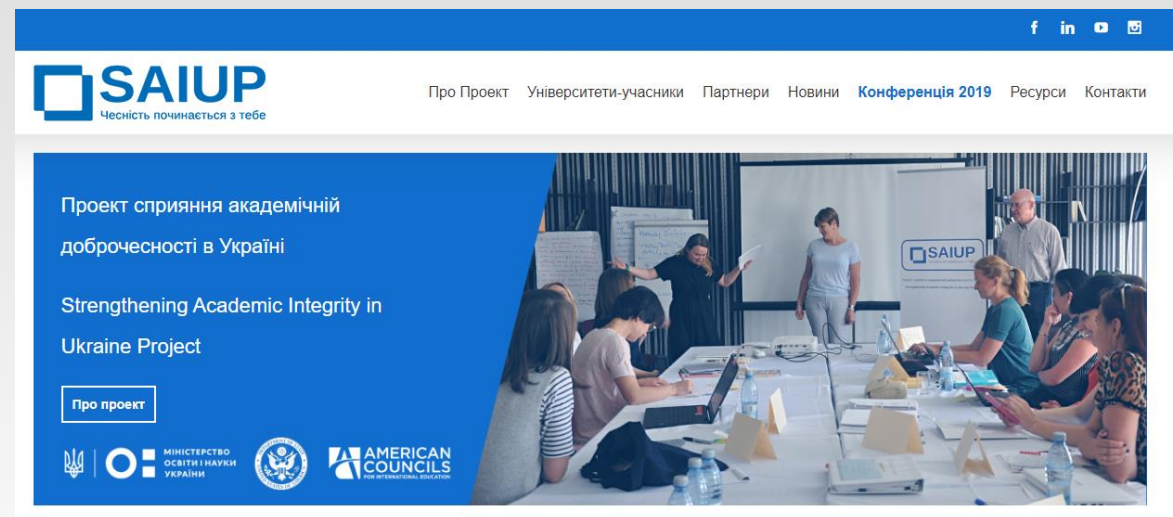 SAIUP
Чесність починається з тебе
Про Проект Університети-учасники Партнери Новини Конференція 2019 Ресурси Контакти
Проект сприяння академічній
доброчесності в Україні
Strengthening Academic Integrity in
Ukraine Project
Про проект
МІНІСТЕРСТВО
ОСВІТИ І НАУКИ
УКРАЇНИ
AMERICAN
COUNCILS
FOR INTERNATIONAL EDUCATION
SAIUP